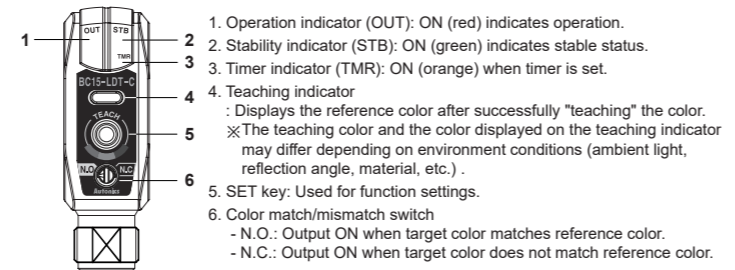 OUT
STB
TMR
BC15-LDT-C
TEACH
N.O
N.C
Autonics
1
2
3
4
5
6
1. Operation indicator (OUT): ON (red) indicates operation.
2. Stability indicator (STB): ON (green) indicates stable status.
3. Timer indicator (TMR): ON (orange) when timer is set.
4. Teaching indicator
: Displays the reference color after successfully "teaching" the color.
※The teaching color and the color displayed on the teaching indicator
may differ depending on environment conditions (ambient light,
reflection angle, material, etc.) .
5. SET key: Used for function settings.
6. Color match/mismatch switch
- N.O.: Output ON when target color matches reference color.
- N.C.: Output ON when target color does not match reference color.